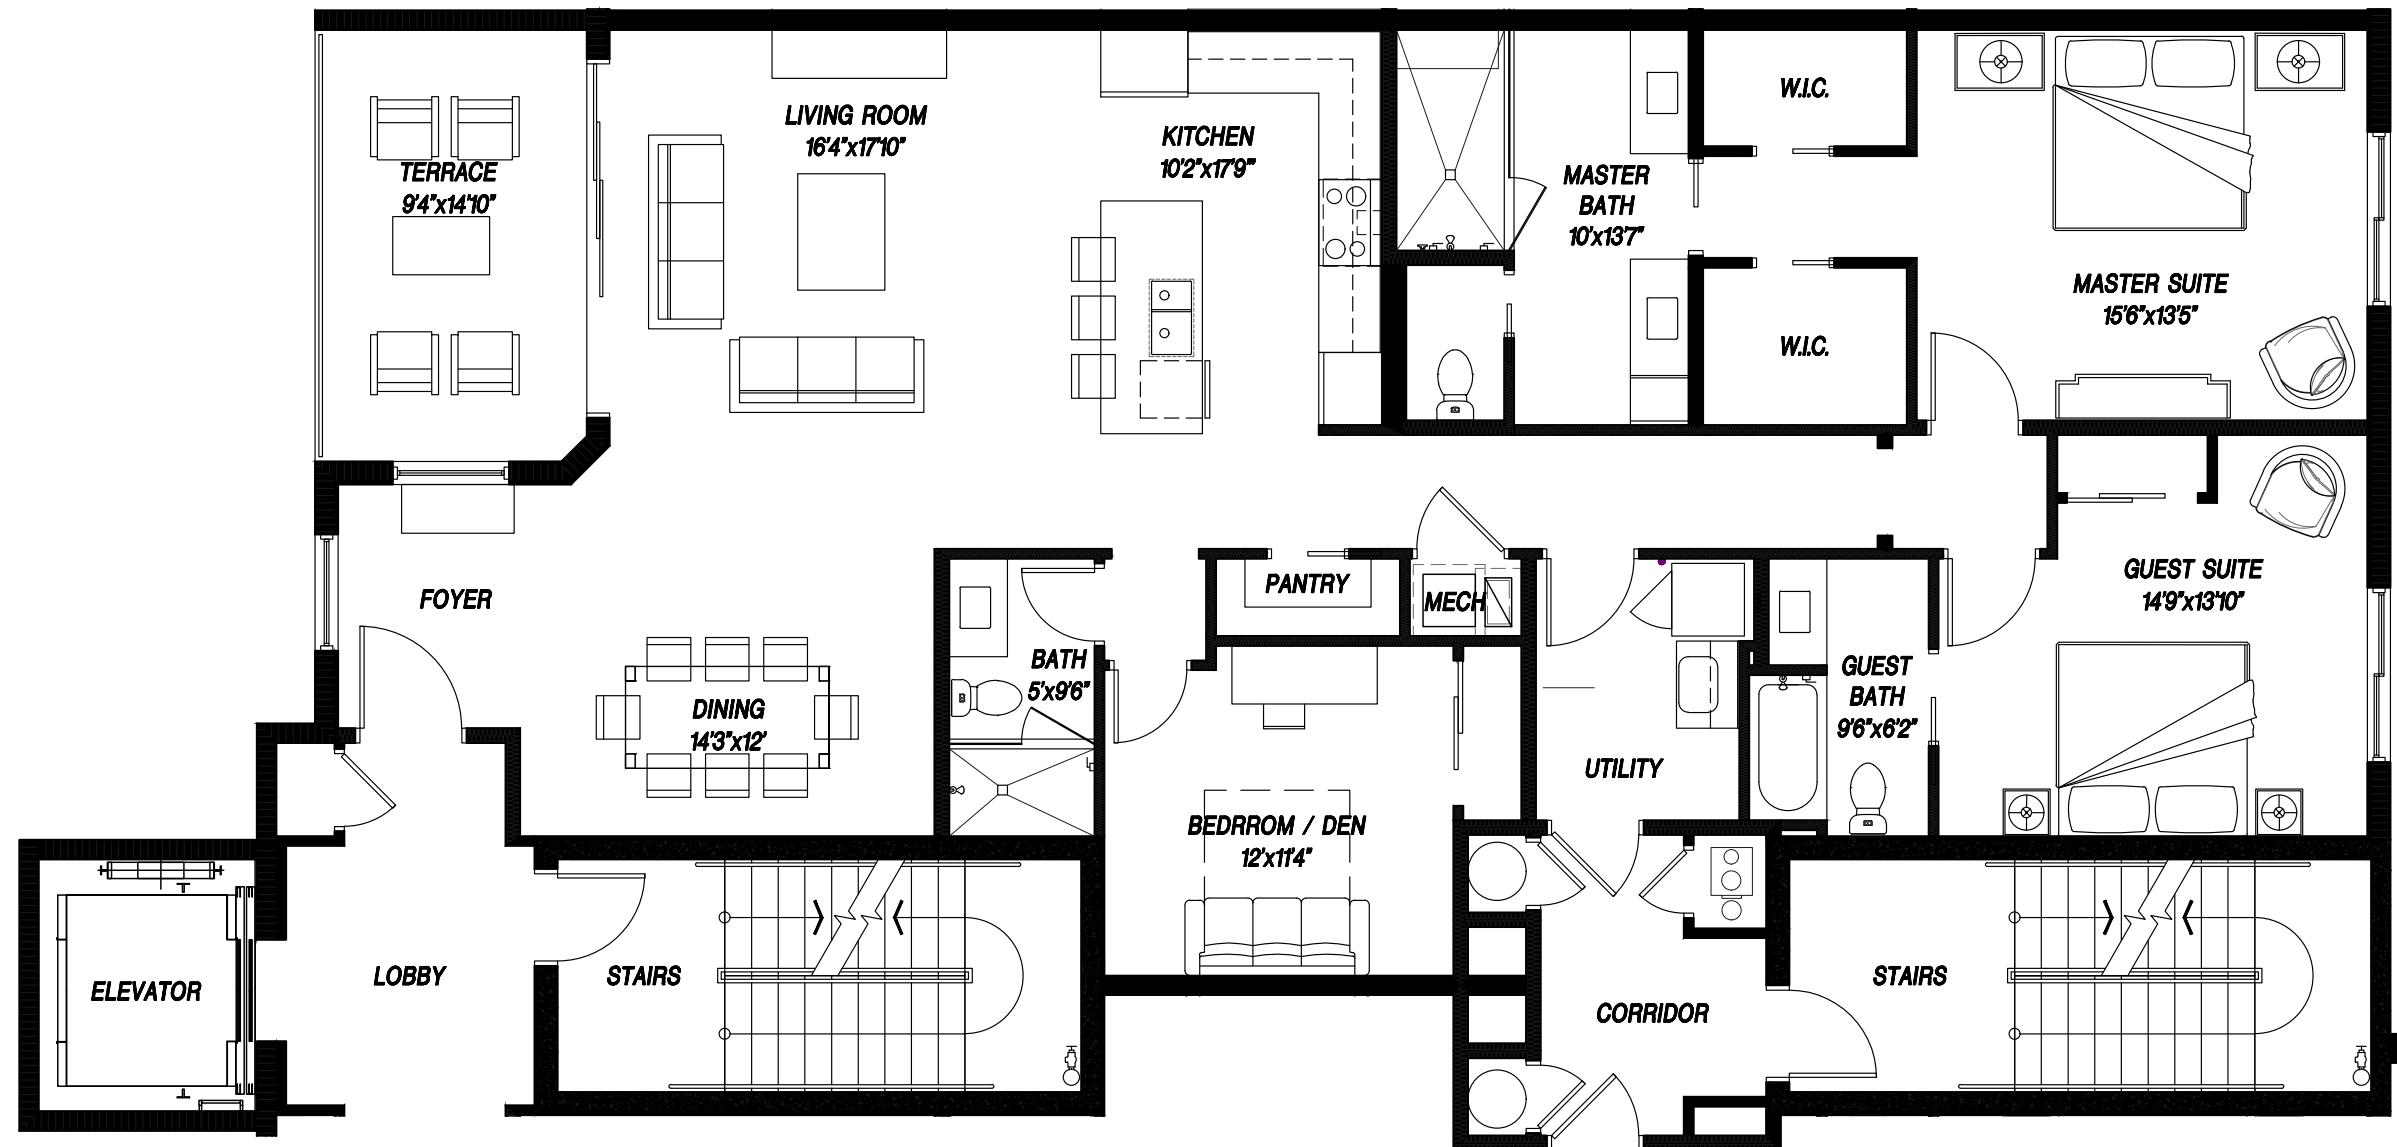 LIVING ROOM
16'4"x17'10"
KITCHEN
10'2"x17'9'"
TERRACE
9'4"x14'10"
MASTER
BATH
10'x13'7"
W.I.C.
W.I.C.
MASTER SUITE
15'6"x13'5"
FOYER
PANTRY
MECH
GUEST SUITE
14'9"x13'10"
BATH
5'x9'6"
GUEST
BATH
9'6"x6'2"
DINING
14'3"x12'
UTILITY
BEDRROM / DEN
12'x11'4"
ELEVATOR
LOBBY
STAIRS
CORRIDOR
STAIRS